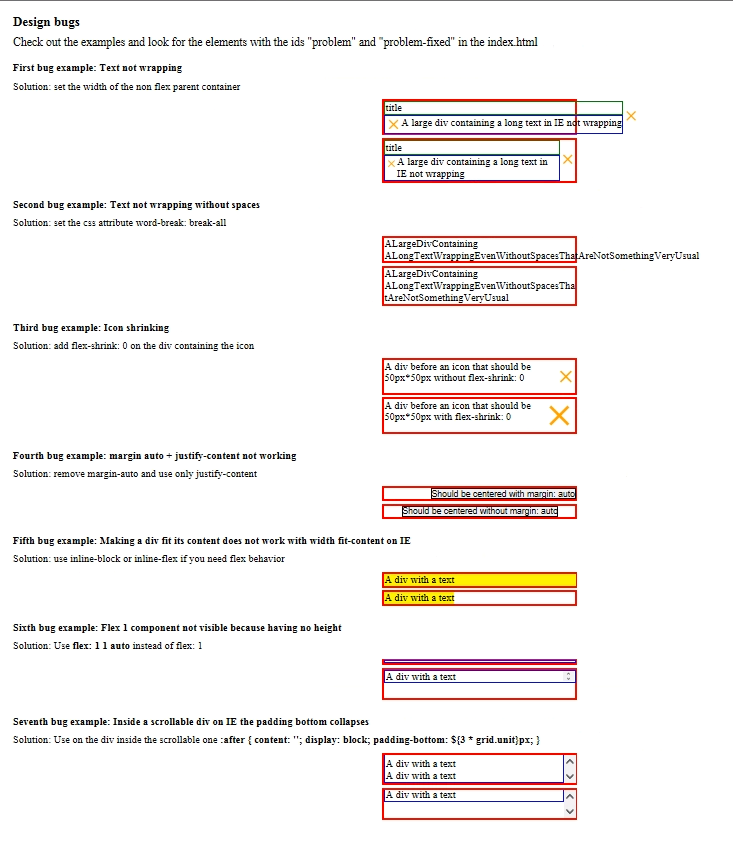 Design bugs
Check out the examples and look for the elements with the ids "problem" and "problem-fixed" in the index.html
First bug example: Text not wrapping
Solution: set the width of the non flex parent container
title
A large div containing a long text in IE not wrapping
title
A large div containing a long text in
IE not wrapping
Second bug example: Text not wrapping without spaces
Solution: set the css attribute word-break: break-all
ALargeDivContaining
ALongTextWrappingEvenWithoutSpacesThatAreNotSomethingVeryUsual
ALargeDivContaining
ALongTextWrappingEvenWithoutSpacesTha
tAreNotSomethingVeryUsual
Third bug example: Icon shrinking
Solution: add flex-shrink: 0 on the div containing the icon
A div before an icon that should be
50px*50px without flex-shrink: 0
A div before an icon that should be
50px*50px with flex-shrink: 0
Fourth bug example: margin auto + justify-content not working
Solution: remove margin-auto and use only justify-content
Should be centered with margin: auto
Should be centered without margin: auto
Fifth bug example: Making a div fit its content does not work with width fit-content on IE
Solution: use inline-block or inline-flex if you need flex behavior
A div with a text
A div with a text
Sixth bug example: Flex 1 component not visible because having no height
Solution: Use flex: 1 1 auto instead of flex: 1
A div with a text
Seventh bug example: Inside a scrollable div on IE the padding bottom collapses
Solution: Use on the div inside the scrollable one :after { content: ''; display: block; padding-bottom: ${3 * grid.unit}px; }
A div with a text
A div with a text
A div with a text